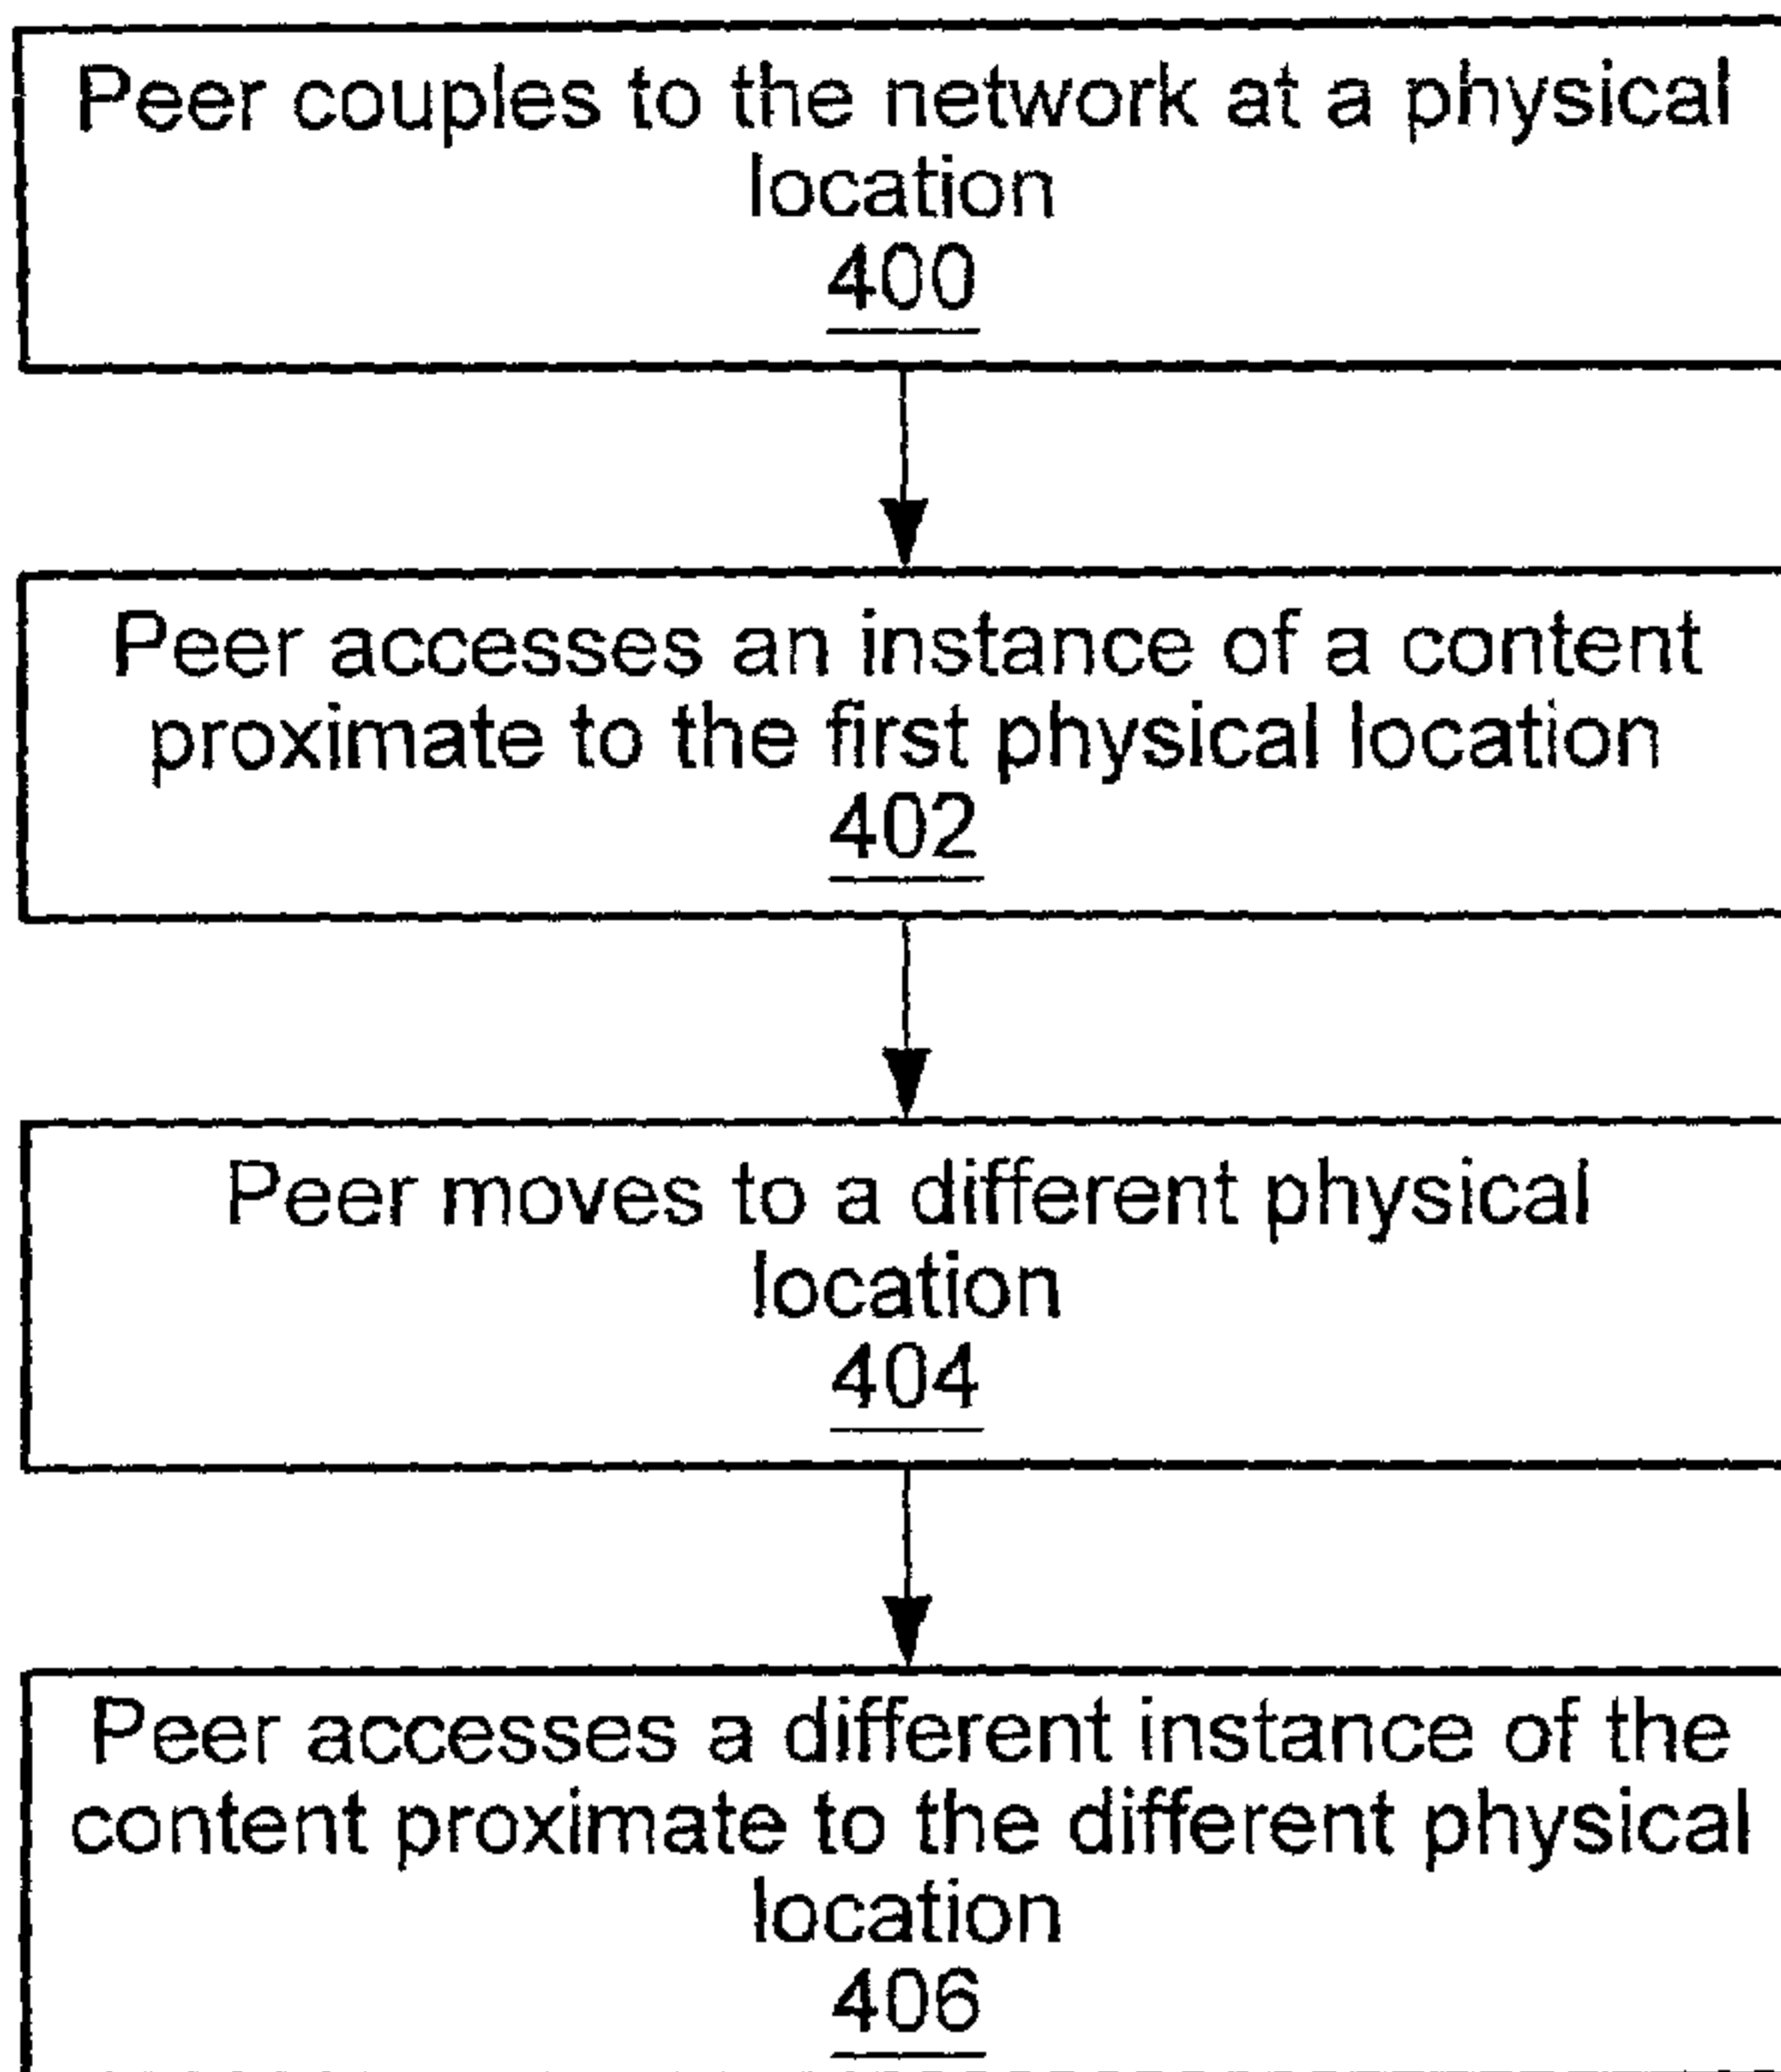 Peer couples to the network at a physical
location
400
Peer accesses an instance of a content
proximate to the first physical location
402
Peer moves to a different physical
location
404
Peer accesses a different instance of the
content proximate to the different physical
location
406